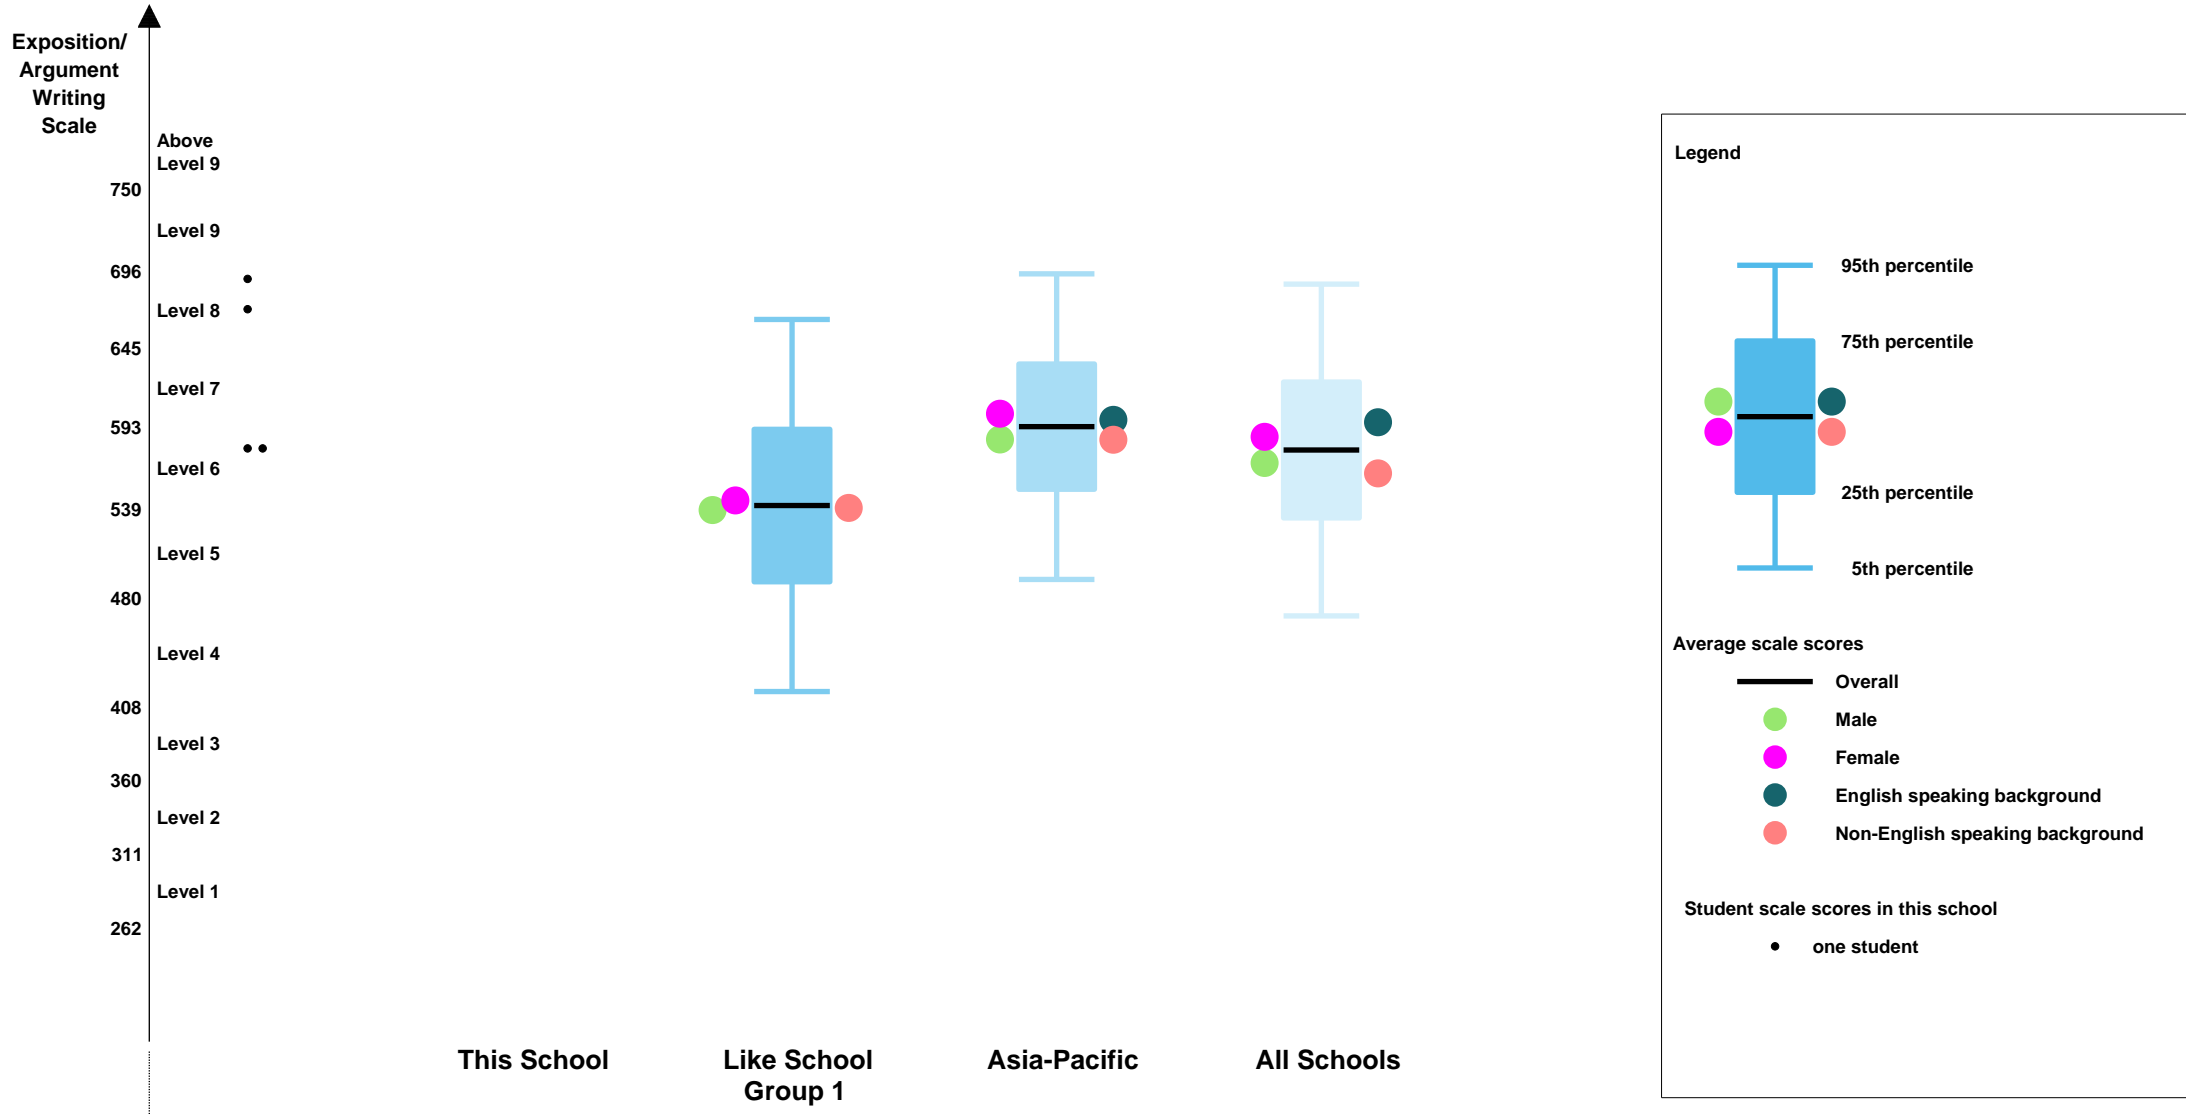 Exposition/
Argument
Writing
Scale
Above
Level 9
750
Level 9
696
Level 8
645
Level 7
593
Level 6
539
Level 5
480
Level 4
408
Level 3
360
Level 2
311
Level 1
262
This School
Like School
Group 1
Asia-Pacific
All Schools
Legend
95th percentile
75th percentile
25th percentile
5th percentile
Average scale scores
Overall
Male
Female
English speaking background
Non-English speaking background
Student scale scores in this school
one student